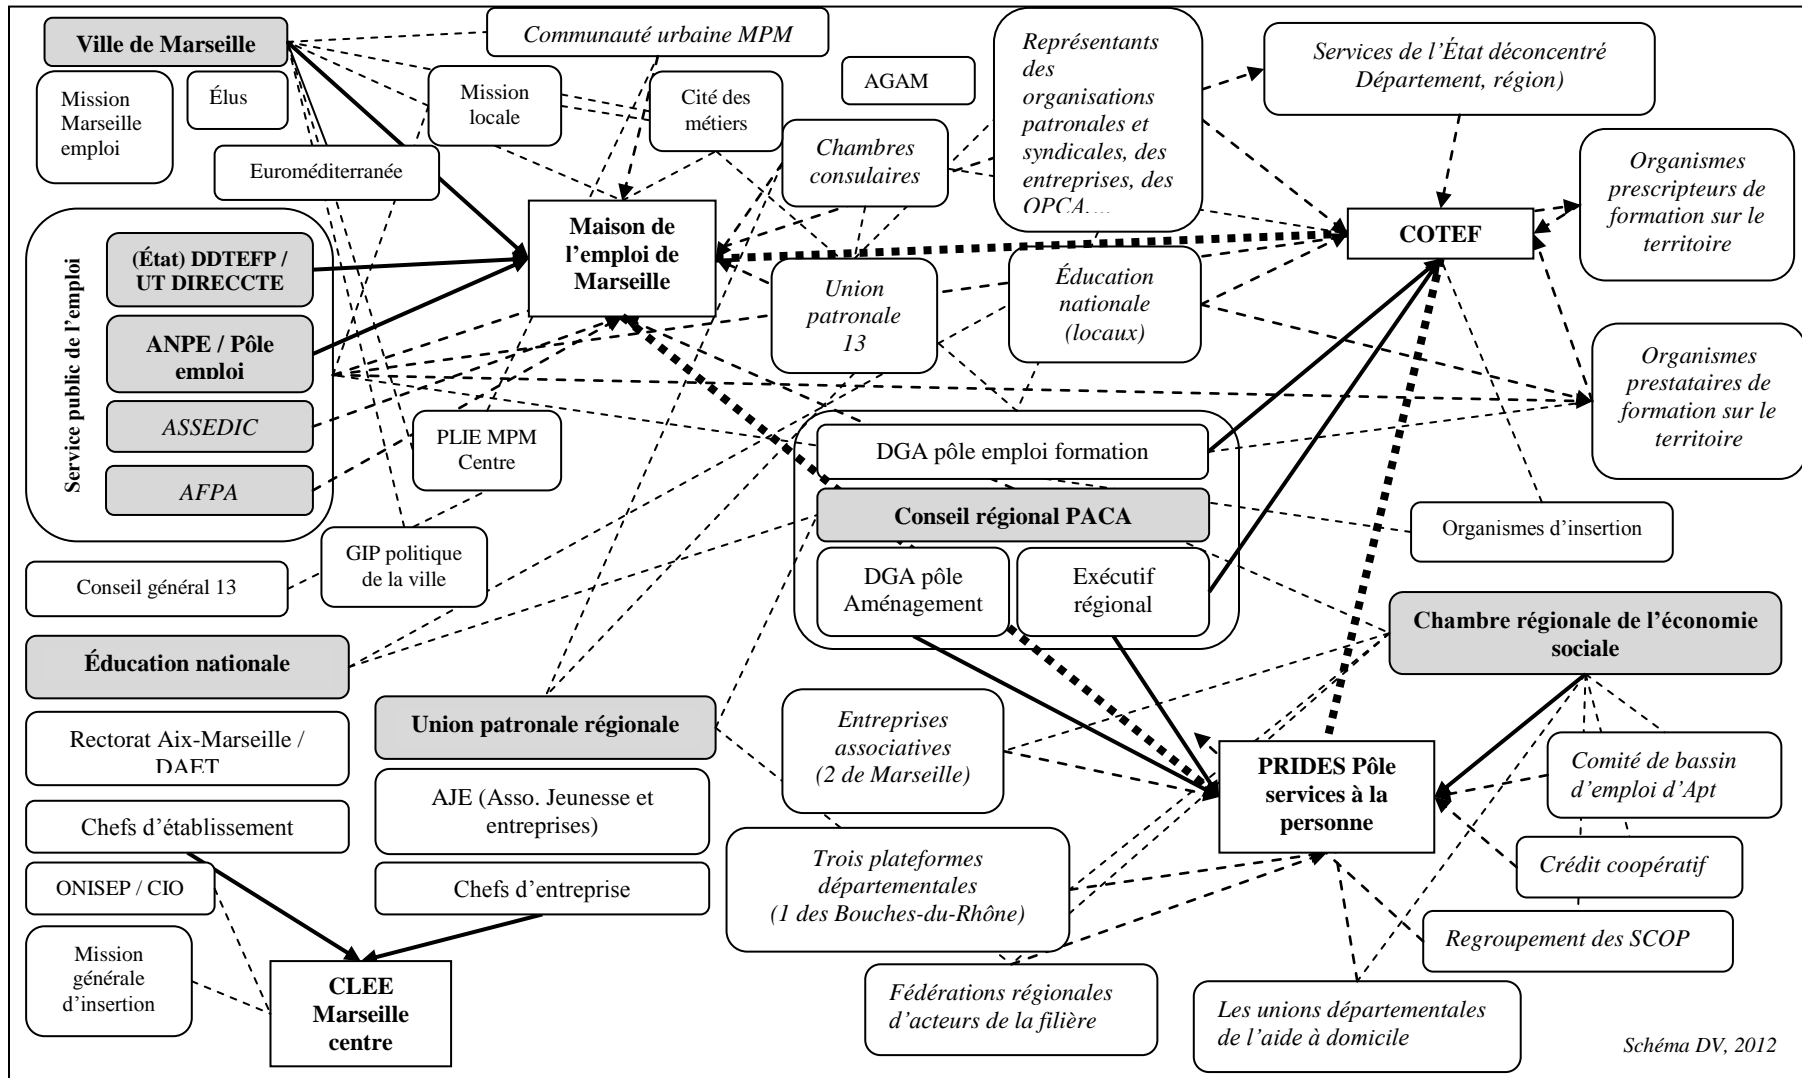 Ville de Marseille
Mission
Marseille
emploi
Élus
Euroméditerranée
Communauté urbaine MPM
Mission
locale
Cité des
métiers
AGAM
Chambres
consulaires
Représentants
des
organisations
patronales et
syndicales, des
entreprises, des
OPCA, ...
Services de l’État déconcentré
Département, région)
Organismes
prescripteurs de
formation sur le
territoire
Service public de l’emploi
(État) DDTEFP /
UT DIRECCTE
ANPE / Pôle
emploi
ASSEDIC
AFPA
Maison de
l’emploi de
Marseille
COTEF
Union
patronale
13
Éducation
nationale
(locaux)
Organismes
prestataires de
formation sur le
territoire
PLIE MPM
Centre
GIP politique
de la ville
Conseil général 13
DGA pôle emploi formation
Conseil régional PACA
DGA pôle
Aménagement
Exécutif
régional
Organismes d’insertion
Chambre régionale de l’économie
sociale
Éducation nationale
Rectorat Aix-Marseille /
DAET
Chefs d’établissement
ONISEP / CIO
Mission
générale
d’insertion
Union patronale régionale
AJE (Asso. Jeunesse et
entreprises)
Chefs d’entreprise
CLEE
Marseille
centre
Entreprises
associatives
(2 de Marseille)
Trois plateformes
départementales
(1 des Bouches-du-Rhône)
Fédérations régionales
d’acteurs de la filière
PRIDES Pôle
services à la
personne
Comité de bassin
d’emploi d’Apt
Crédit coopératif
Regroupement des SCOP
Les unions départementales
de l’aide à domicile
Schéma DV, 2012